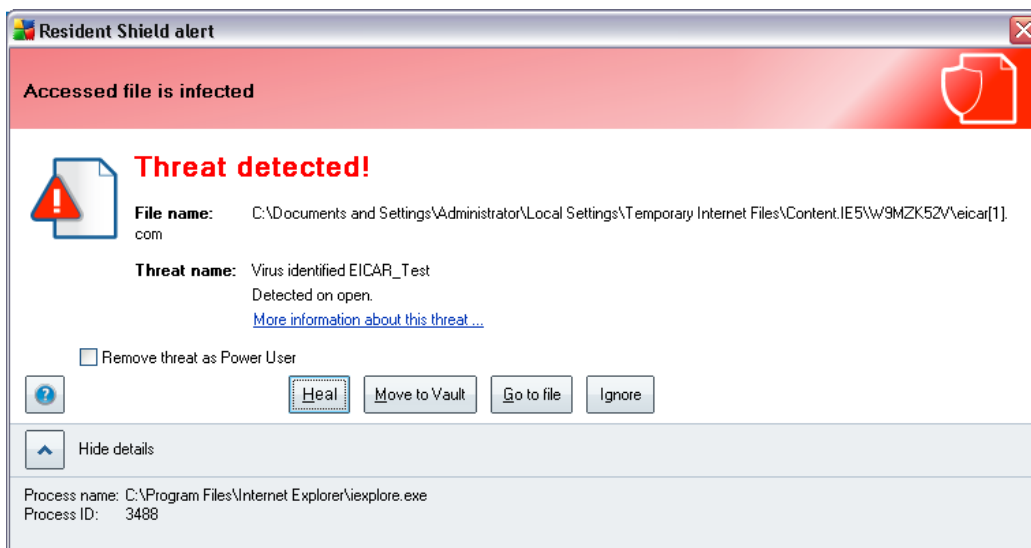 Resident Shield alert
Accessed file is infected
Threat detected!
File name: C:\Documents and Settings\Administrator\Local Settings\Temporary Internet Files\Content.IE5\W9MZK52V\eicar[1].
com
Threat name: Virus identified EICAR_Test
Detected on open.
More information about this threat ...
Remove threat as Power User
? Heal Move to Vault Go to file Ignore
Hide details
Process name: C:\Program Files\Internet Explorer\iexplore.exe
Process ID: 3488